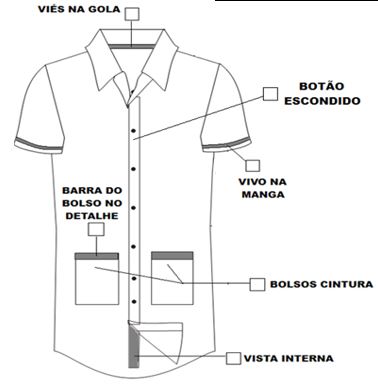 VIÉS NA GOLA
BOTÃO
ESCONDIDO
VIVO NA
MANGA
BARRA DO
BOLSO NO
DETALHE
BOLSOS CINTURA
VISTA INTERNA